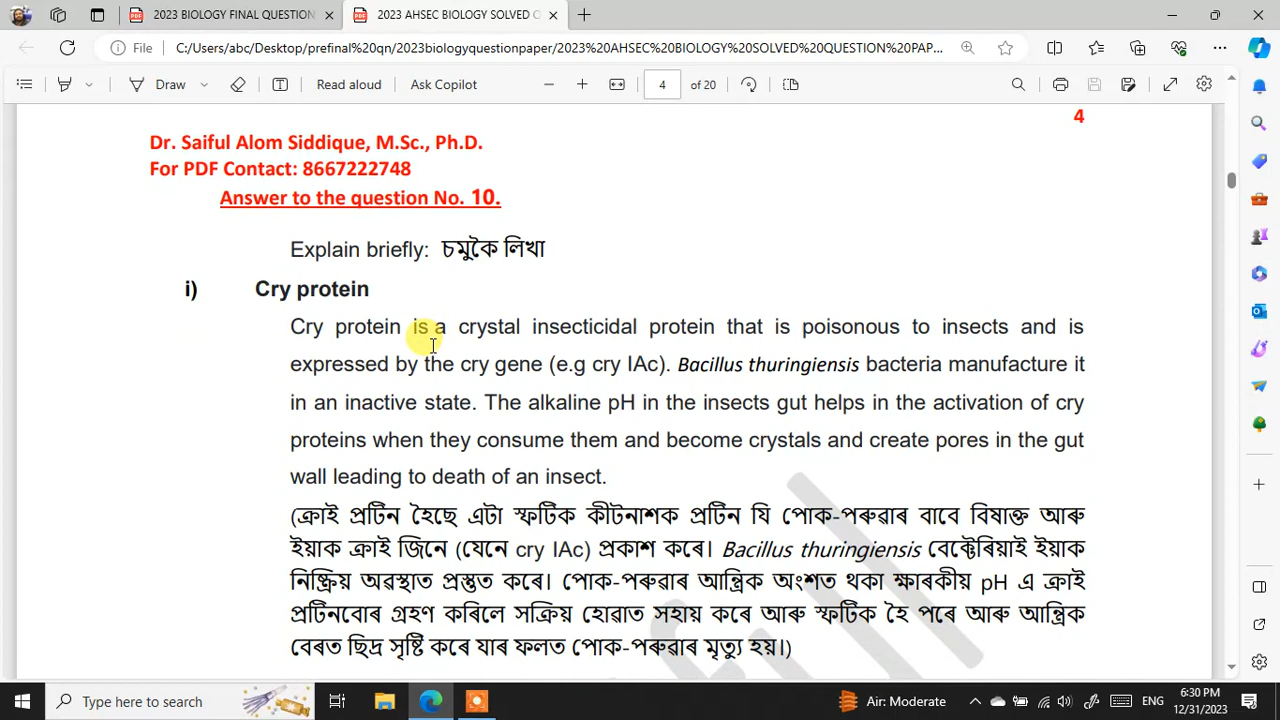 2023 BIOLOGY FINAL QUESTION
2023 AHSEC BIOLOGY SOLVED Q
File
C:/Users/abc/Desktop/prefinal%20qn/2023biologyquestionpaper/2023%20AHSEC%20BIOLOGY%20SOLVED%20QUESTION%20PAP...
Draw
Read aloud
Ask Copilot
4
of 20
4
Dr. Saiful Alom Siddique, M.Sc., Ph.D.
For PDF Contact: 8667222748
Answer to the question No. 10.
Explain briefly: চমুকৈ লিখা
i) Cry protein
Cry protein is a crystal insecticidal protein that is poisonous to insects and is
expressed by the cry gene (e.g cry IAc). Bacillus thuringiensis bacteria manufacture it
in an inactive state. The alkaline pH in the insects gut helps in the activation of cry
proteins when they consume them and become crystals and create pores in the gut
wall leading to death of an insect.
(ক্ৰাই প্ৰটিন হৈছে এটা স্ফটিক কীটনাশক প্ৰটিন যি পোক-পৰুৱাৰ বাবে বিষাক্ত আৰু
ইয়াক ক্ৰাই জিনে (যেনে cry IAc) প্ৰকাশ কৰে। Bacillus thuringiensis বেক্টেৰিয়াই ইয়াক
নিষ্ক্ৰিয় অৱস্থাত প্ৰস্তুত কৰে। পোক-পৰুৱাৰ আন্ত্ৰিক অংশত থকা ক্ষাৰকীয় pH এ ক্ৰাই
প্ৰটিনবোৰ গ্ৰহণ কৰিলে সক্ৰিয় হোৱাত সহায় কৰে আৰু স্ফটিক হৈ পৰে আৰু আন্ত্ৰিক
বেৰত ছিদ্ৰ সৃষ্টি কৰে যাৰ ফলত পোক-পৰুৱাৰ মৃত্যু হয়।)
Type here to search
Air: Moderate
ENG
6:30 PM
12/31/2023